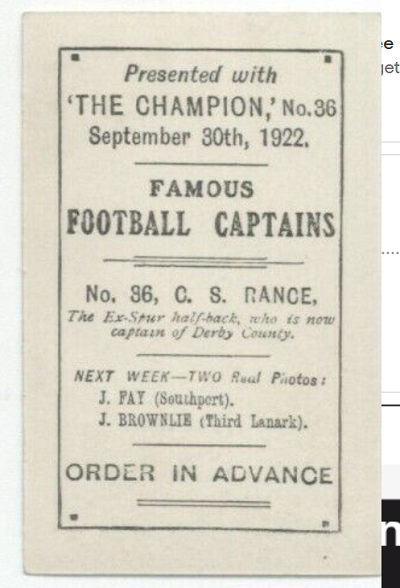 Presented with
'THE CHAMPION,' No. 36
September 30th, 1922.
FAMOUS
FOOTBALL CAPTAINS
No. 36, C. S. RANCE,
The Ex-Spur half-back, who is now
captain of Derby County.
NEXT WEEK—TWO Real Photos:
J. FAY (Southport).
J. BROWNLIE (Third Lanark).
ORDER IN ADVANCE